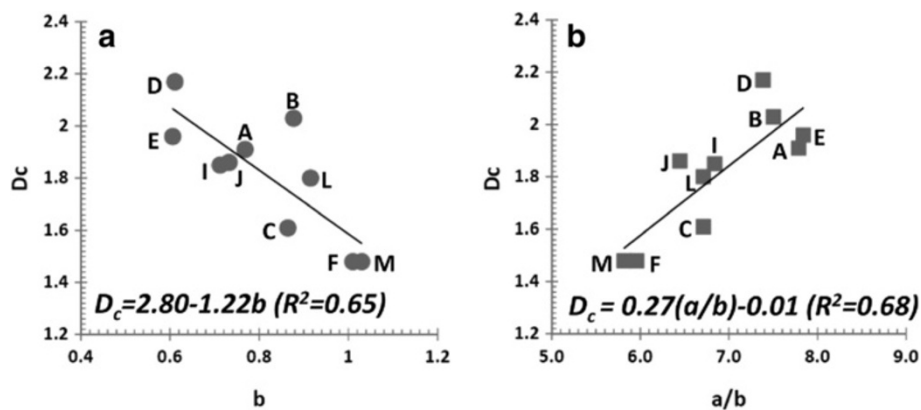 a
2.4
2.2
2
1.8
1.6
1.4
1.2
Dc
D
E
B
A
I
J
L
C
F
M
D_c=2.80-1.22b (R²=0.65)
0.4
0.6
0.8
1
1.2
b
b
2.4
2.2
2
1.8
1.6
1.4
1.2
Dc
D
B
E
A
I
J
L
C
M
F
D_c = 0.27(a/b)-0.01 (R²=0.68)
5.0
6.0
7.0
8.0
9.0
a/b